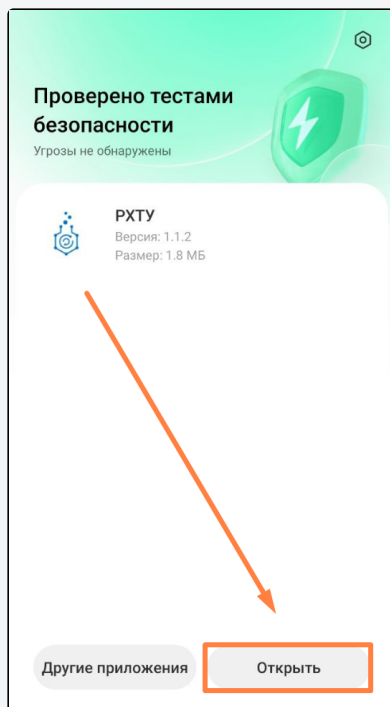 Проверено тестами
безопасности
Угрозы не обнаружены
РХТУ
Версия: 1.1.2
Размер: 1.8 МБ
Другие приложения
Открыть